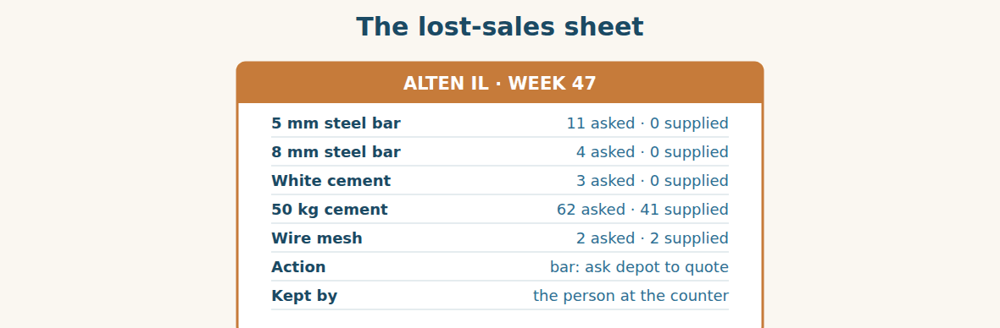 The lost-sales sheet
ALTEN IL · WEEK 47
5 mm steel bar 11 asked · 0 supplied
8 mm steel bar 4 asked · 0 supplied
White cement 3 asked · 0 supplied
50 kg cement 62 asked · 41 supplied
Wire mesh 2 asked · 2 supplied
Action bar: ask depot to quote
Kept by the person at the counter